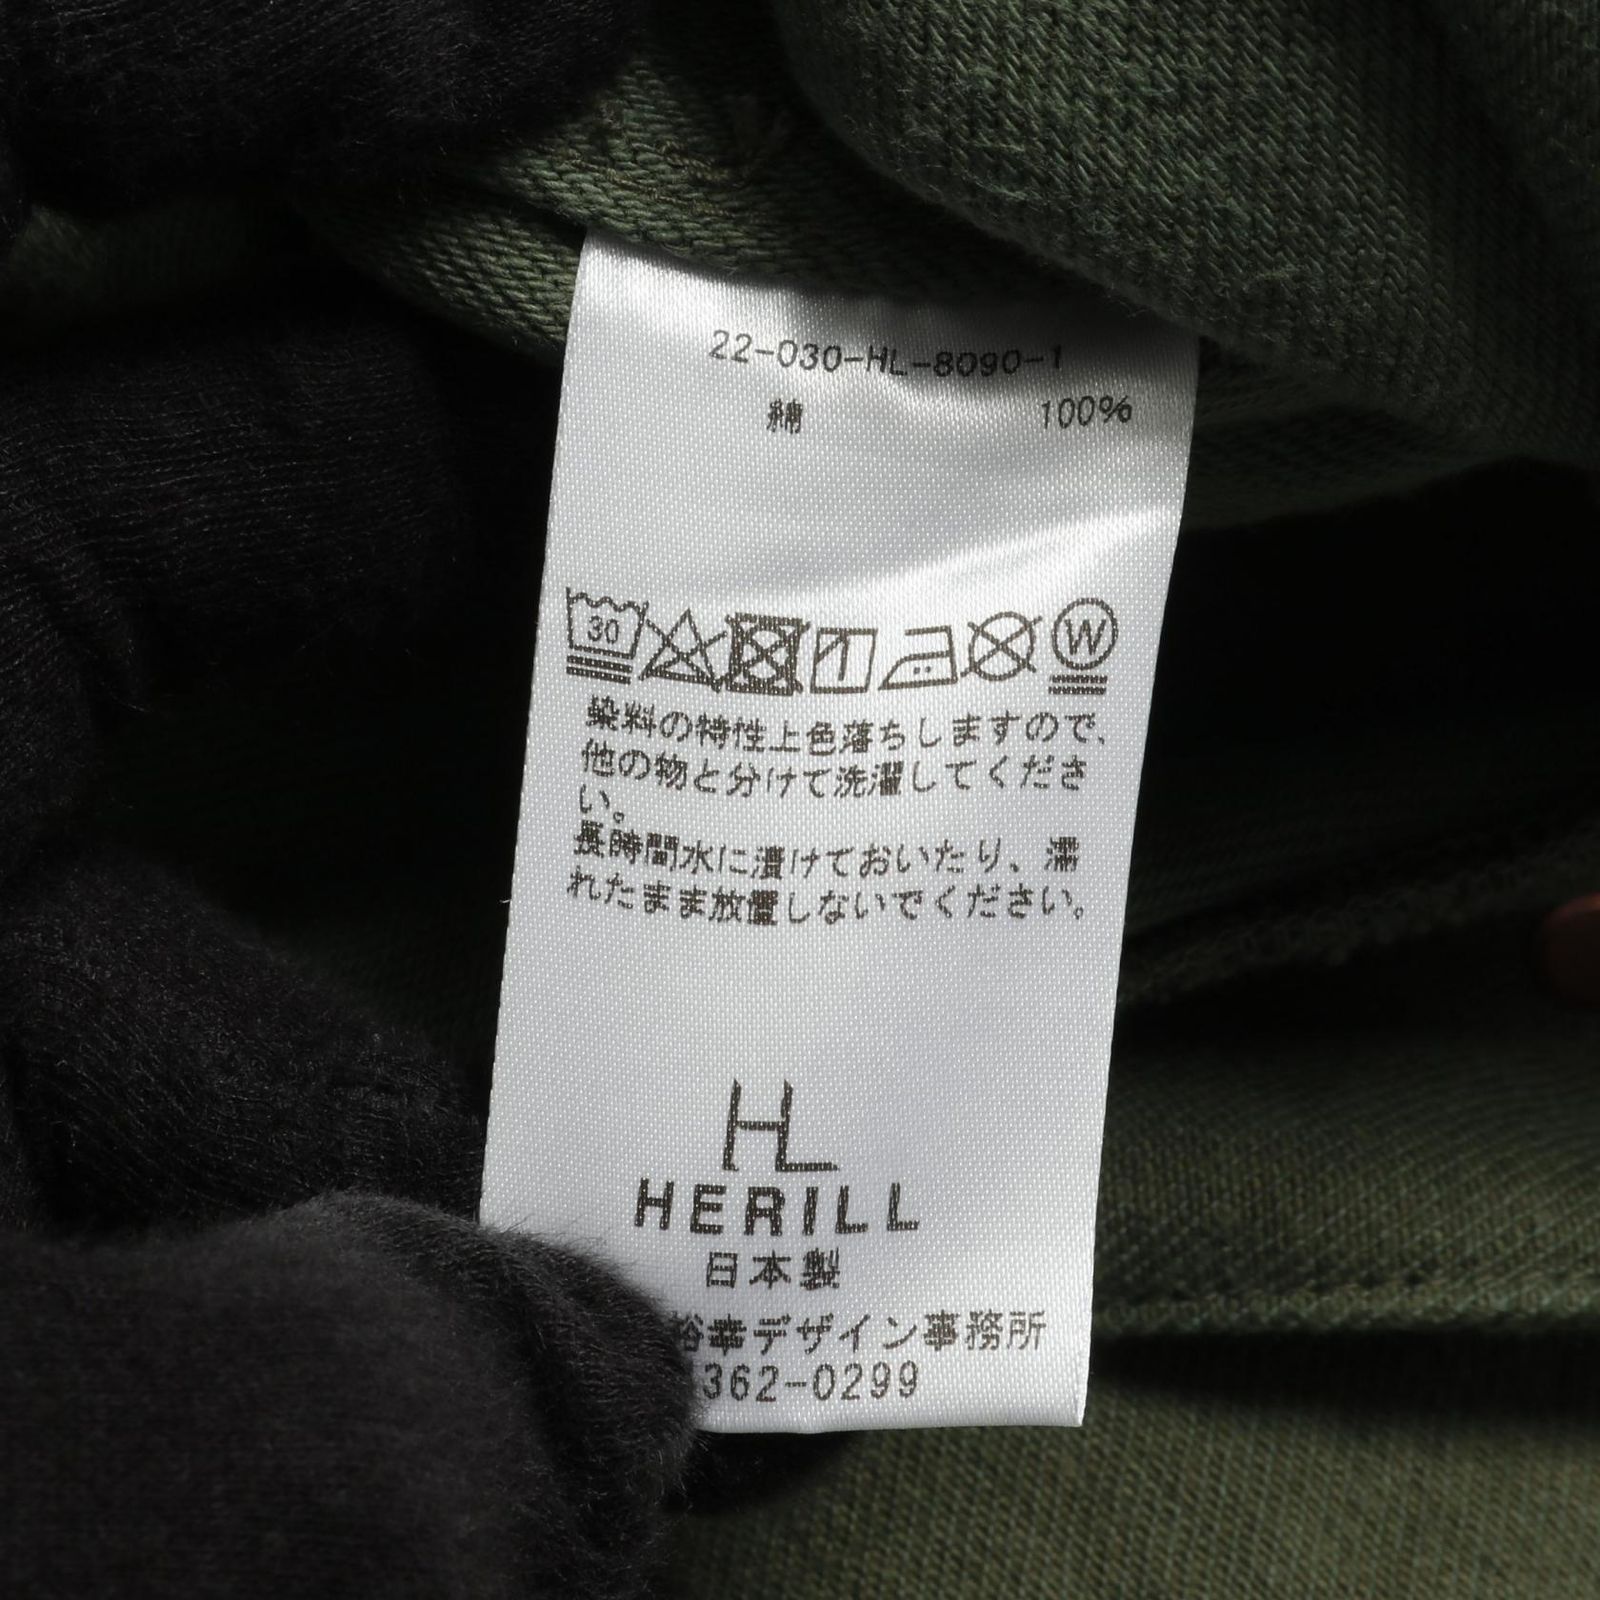 22-030-HL-8090-1
綿 100%
30
W
染料の特性上色落ちしますので、
他の物と分けて洗濯してくださ
い。
長時間水に漬けておいたり、濡
れたまま放置しないでください。
HL
HERILL
日本製
裕幸デザイン事務所
362-0299